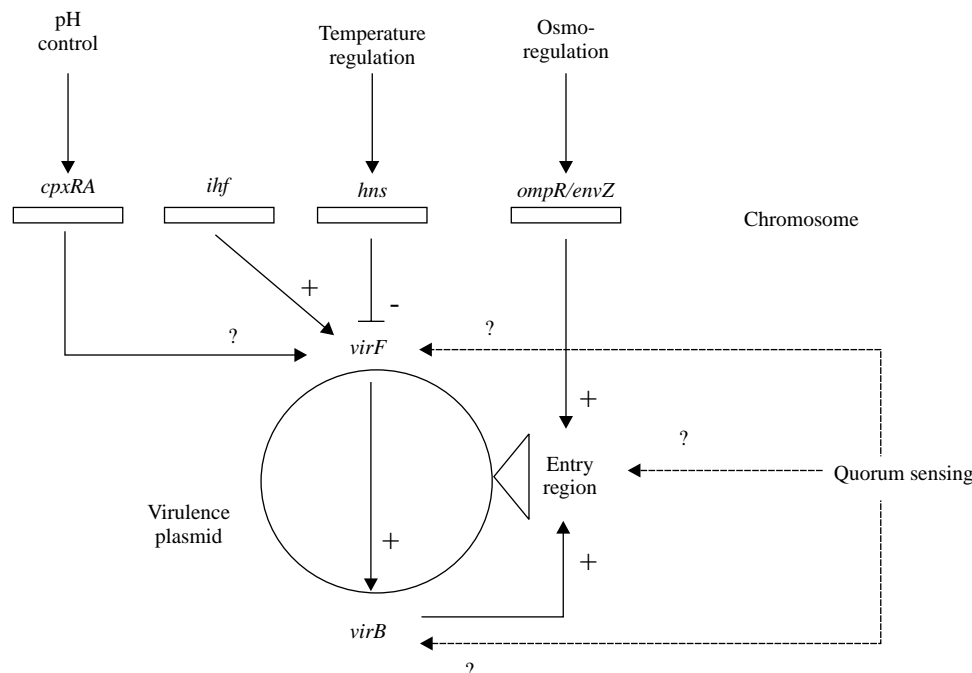 pH
control
Temperature
regulation
Osmo-
regulation
cpxRA
ihf
hns
ompR/envZ
Chromosome
+
-
?
virF
?
+
?
Entry
region
Quorum sensing
Virulence
plasmid
+
+
virB
?